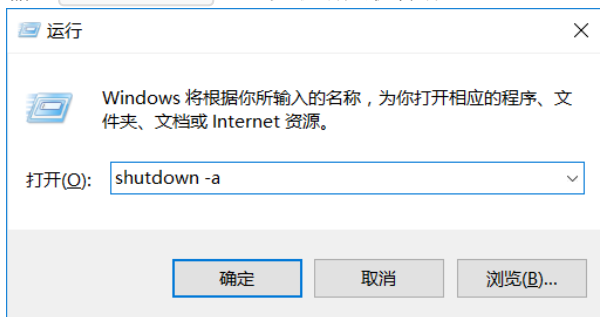 运行
Windows 将根据你所输入的名称，为你打开相应的程序、文
件夹、文档或 Internet 资源。
打开(O): shutdown -a
确定 取消 浏览(B)...